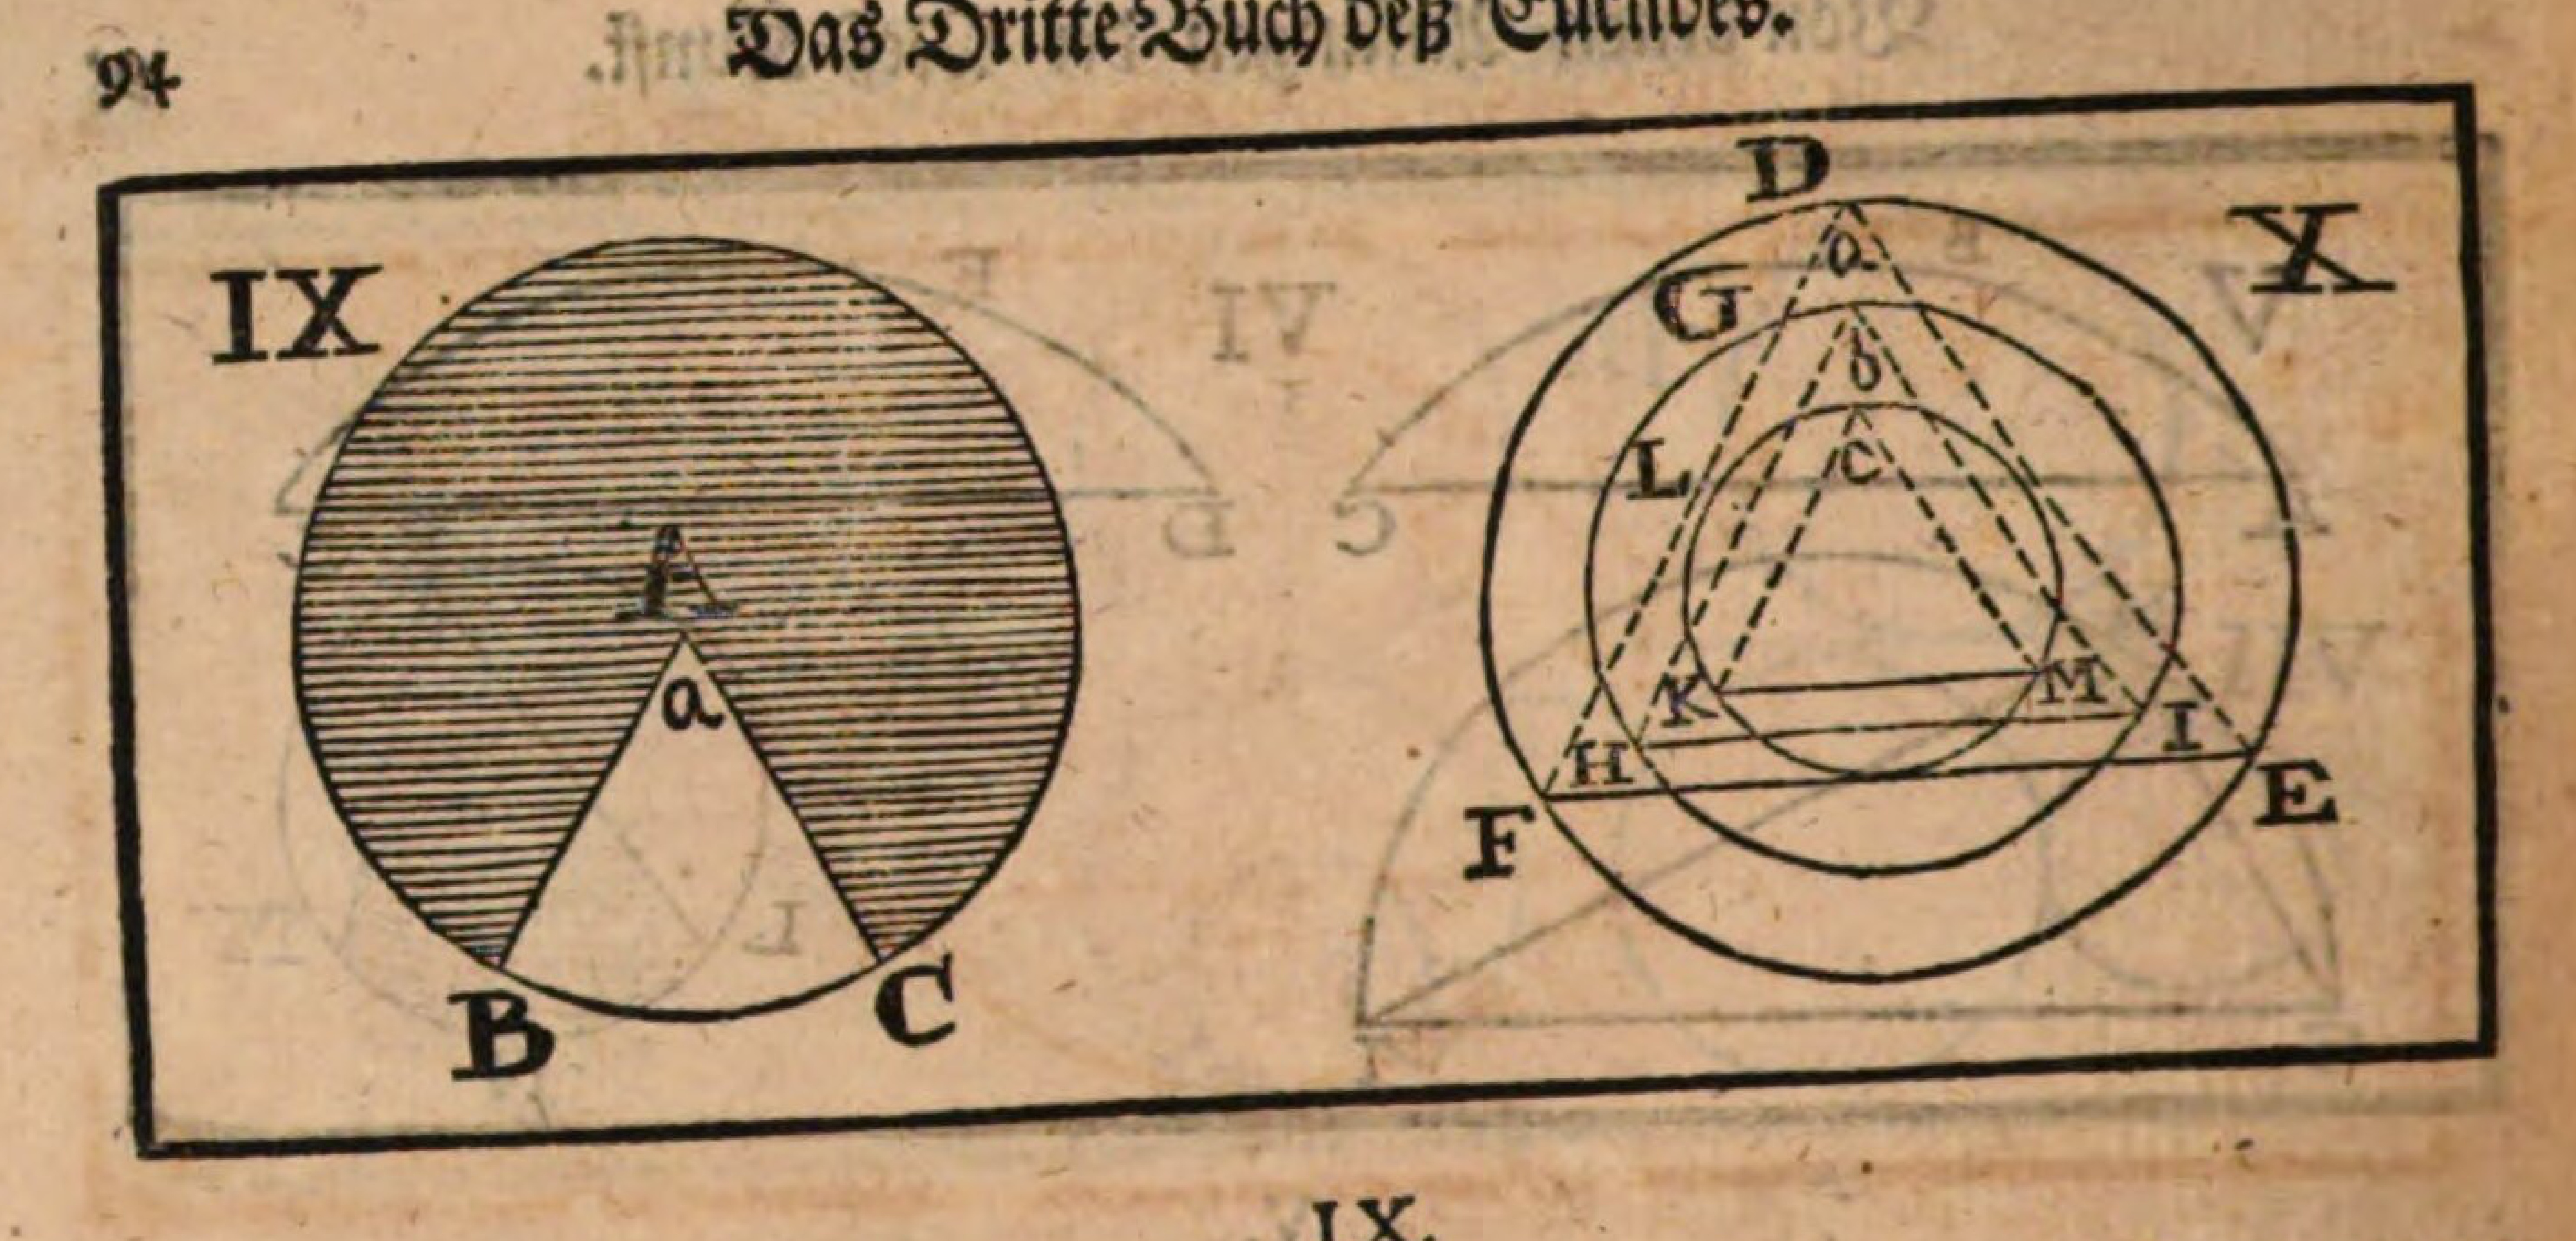 94
Das Dritte Buch deß Euclides.
IX
A
a
B
C
X
D
a
G
b
L
c
K
M
H
I
F
E
IX.